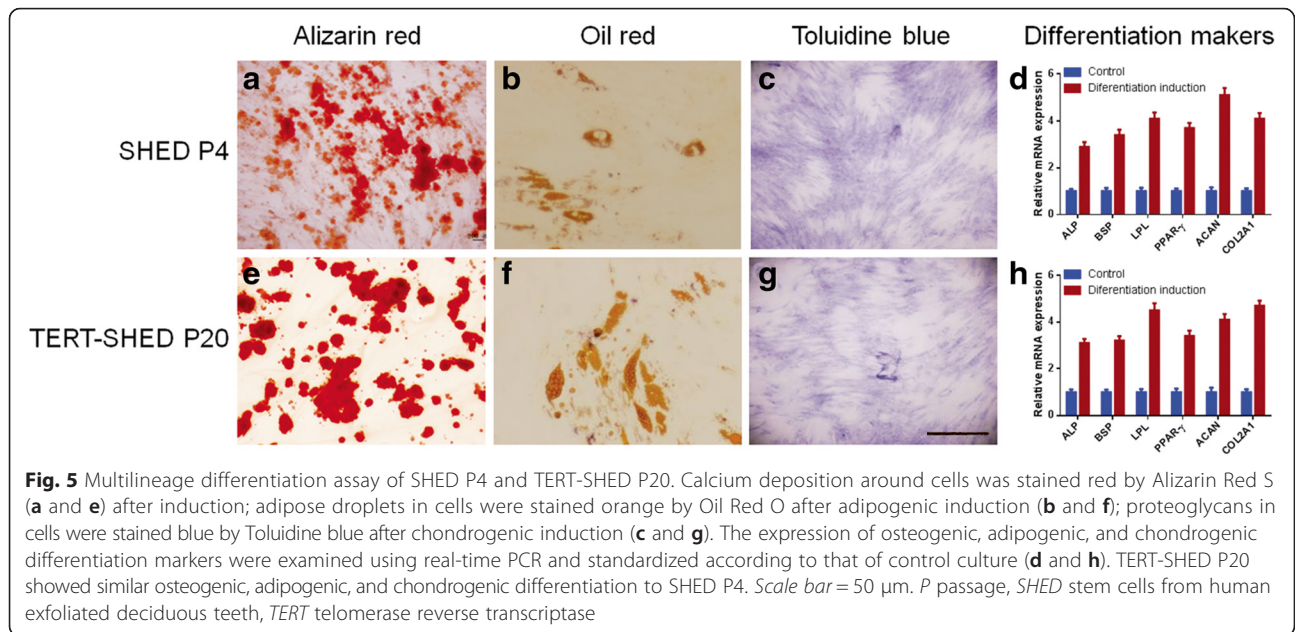 Alizarin red
Oil red
Toluidine blue
Differentiation makers
SHED P4
a
b
c
d
Control
Diferentiation induction
Relative mRNA expression
6
4
2
0
ALP
BSP
LPL
PPAR-γ
ACAN
COL2A1
TERT-SHED P20
e
f
g
h
Control
Diferentiation induction
Relative mRNA expression
6
4
2
0
ALP
BSP
LPL
PPAR-γ
ACAN
COL2A1
Fig. 5 Multilineage differentiation assay of SHED P4 and TERT-SHED P20. Calcium deposition around cells was stained red by Alizarin Red S
(a and e) after induction; adipose droplets in cells were stained orange by Oil Red O after adipogenic induction (b and f); proteoglycans in
cells were stained blue by Toluidine blue after chondrogenic induction (c and g). The expression of osteogenic, adipogenic, and chondrogenic
differentiation markers were examined using real-time PCR and standardized according to that of control culture (d and h). TERT-SHED P20
showed similar osteogenic, adipogenic, and chondrogenic differentiation to SHED P4. Scale bar = 50 μm. P passage, SHED stem cells from human
exfoliated deciduous teeth, TERT telomerase reverse transcriptase